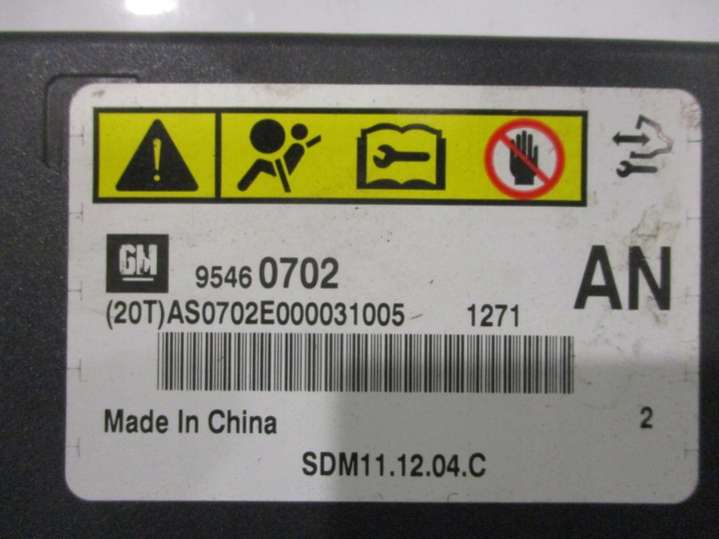 GM
9546 0702
AN
(20T)AS0702E000031005 1271
Made In China
2
SDM11.12.04.C